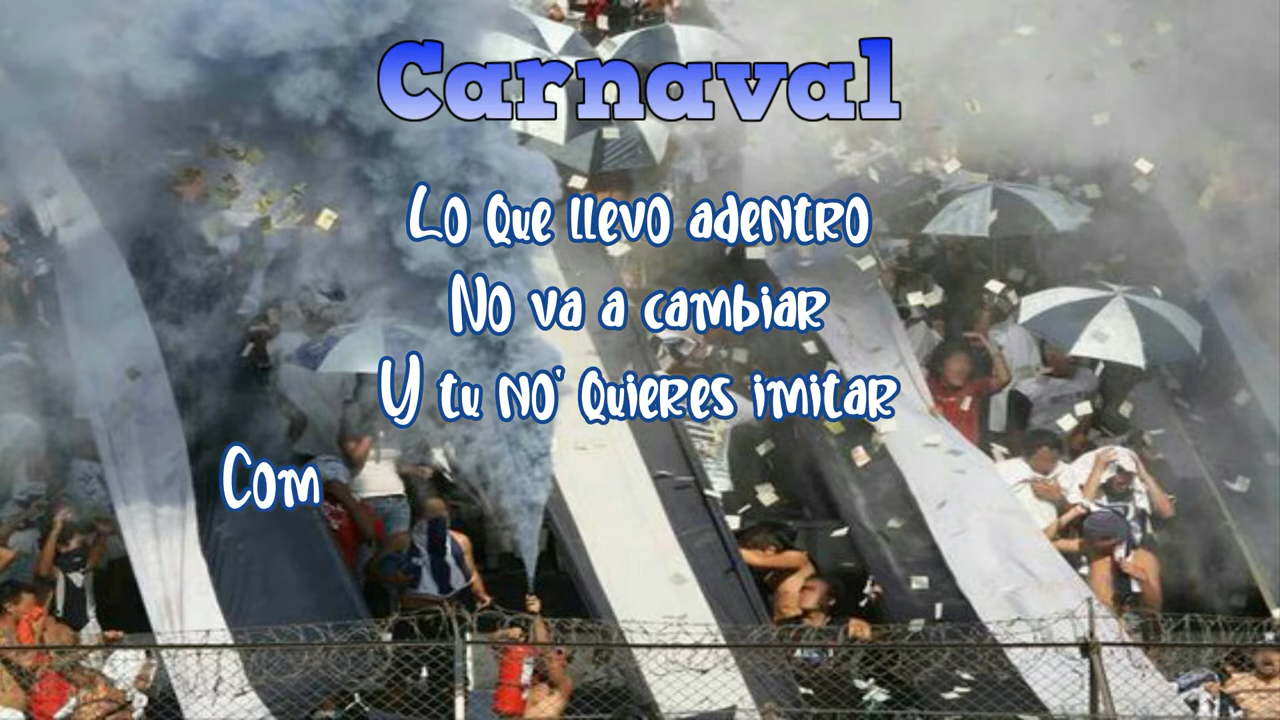 Carnaval
Lo Que llevo adentro
No va a cambiar
Y tu no' Quieres imitar
Com